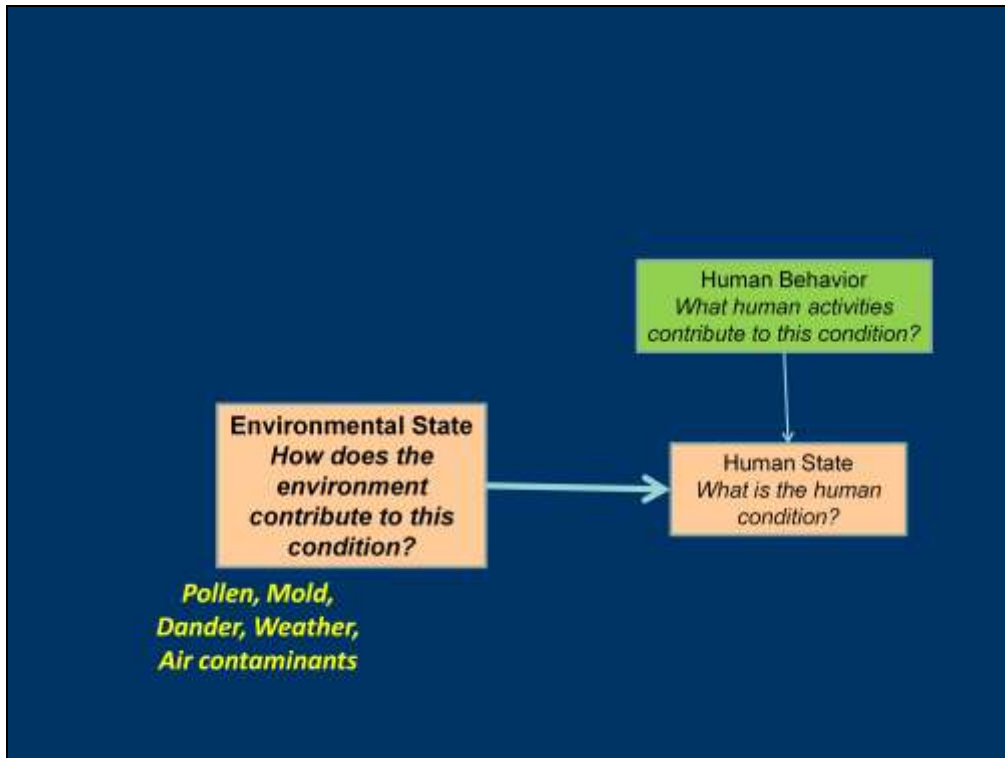 Human Behavior
What human activities
contribute to this condition?
Environmental State
How does the
environment
contribute to this
condition?
Human State
What is the human
condition?
Pollen, Mold,
Dander, Weather,
Air contaminants